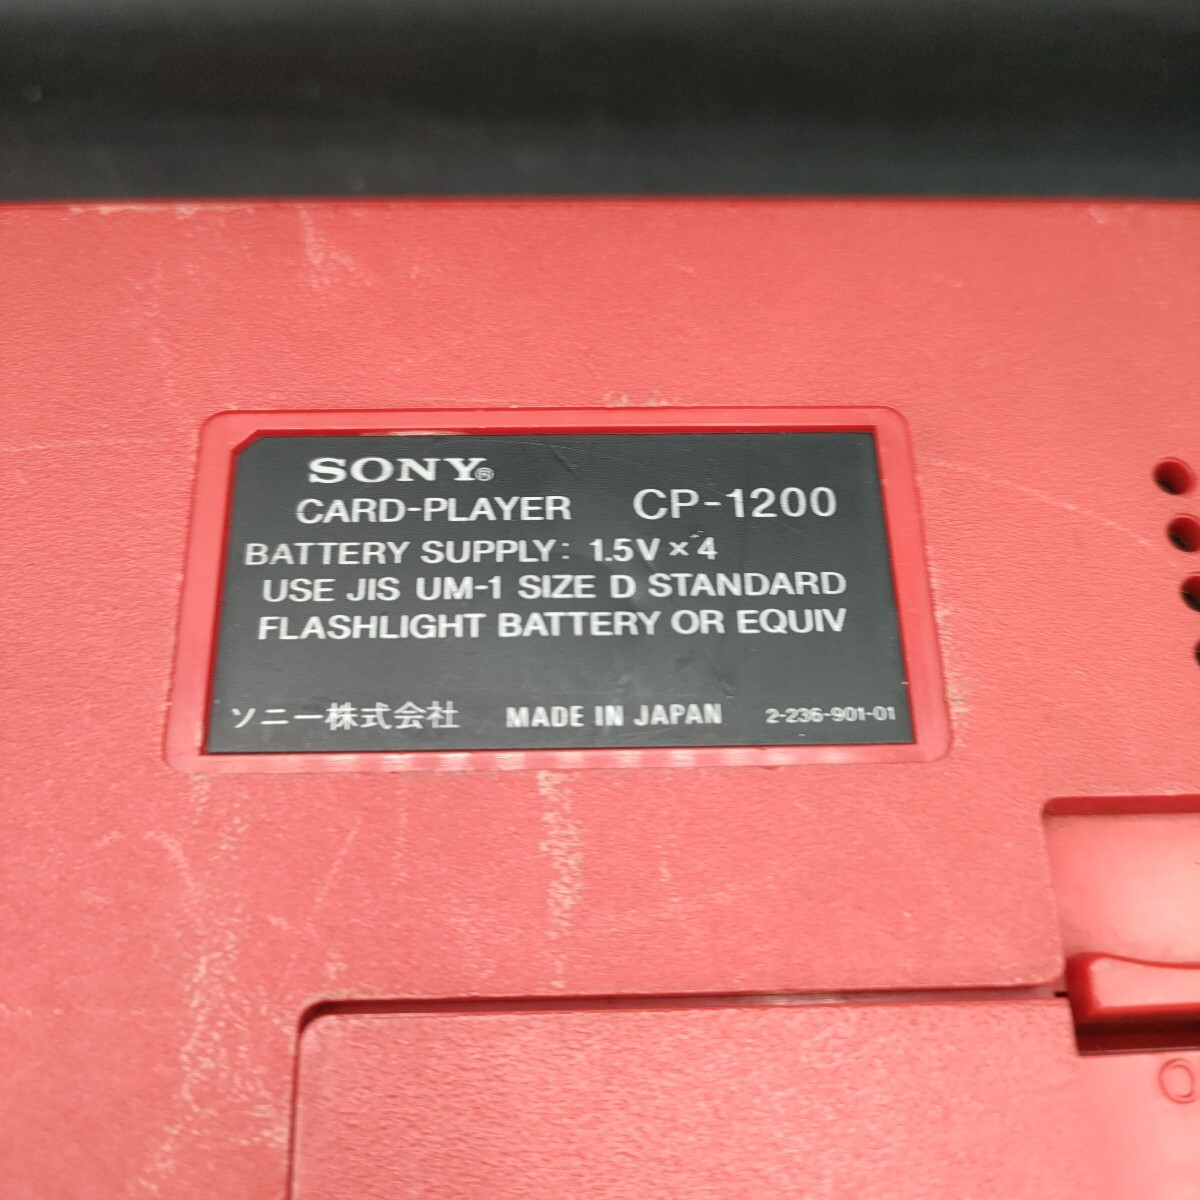 SONY®
CARD-PLAYER CP-1200
BATTERY SUPPLY: 1.5V×4
USE JIS UM-1 SIZE D STANDARD
FLASHLIGHT BATTERY OR EQUIV
ソニー株式会社 MADE IN JAPAN 2-236-901-01